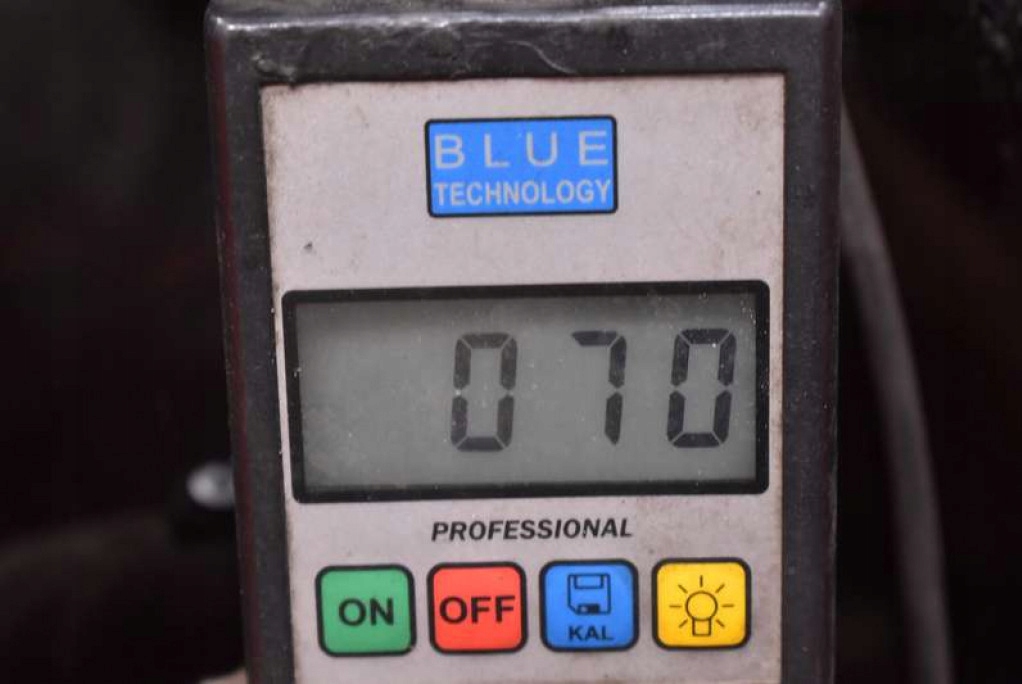 BLUE
TECHNOLOGY
070
PROFESSIONAL
ON OFF KAL